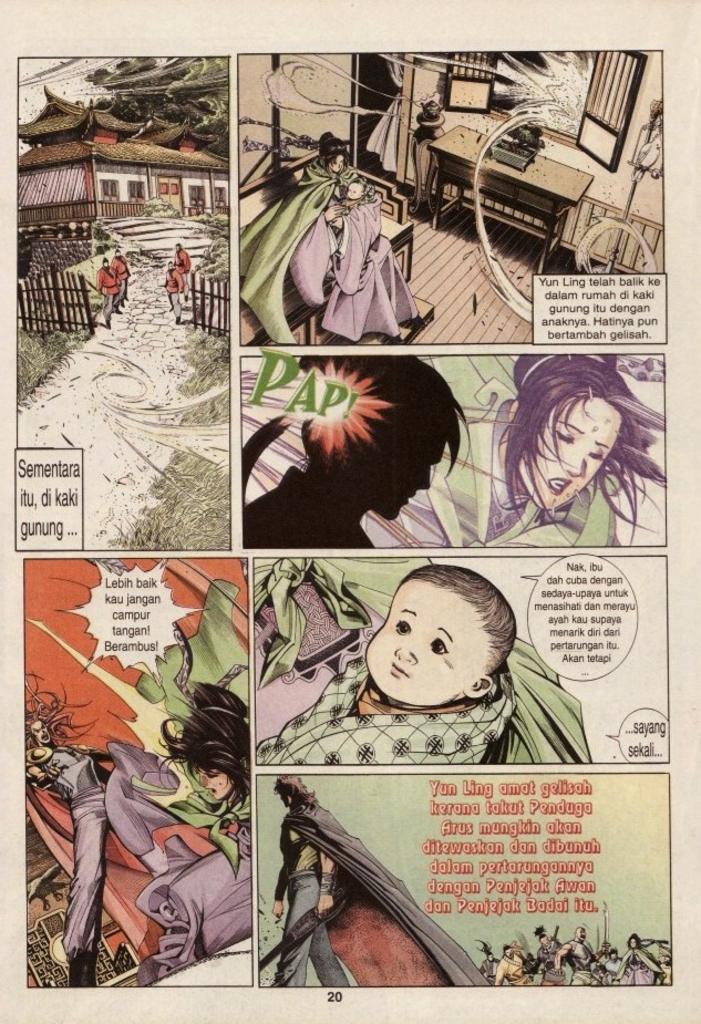 Sementara
itu, di kaki
gunung ...
Yun Ling telah balik ke
dalam rumah di kaki
gunung itu dengan
anaknya. Hatinya pun
bertambah gelisah.
PAP!
Lebih baik
kau jangan
campur
tangan!
Berambus!
Nak, ibu
dah cuba dengan
sedaya-upaya untuk
menasihati dan merayu
ayah kau supaya
menarik diri dari
pertarungan itu.
Akan tetapi
...
...sayang
sekali...
Yun Ling amat gelisah
kerana takut Penduga
Arus mungkin akan
ditewaskan dan dibunuh
dalam pertarungannya
dengan Penjejak Awan
dan Penjejak Badai itu.
20